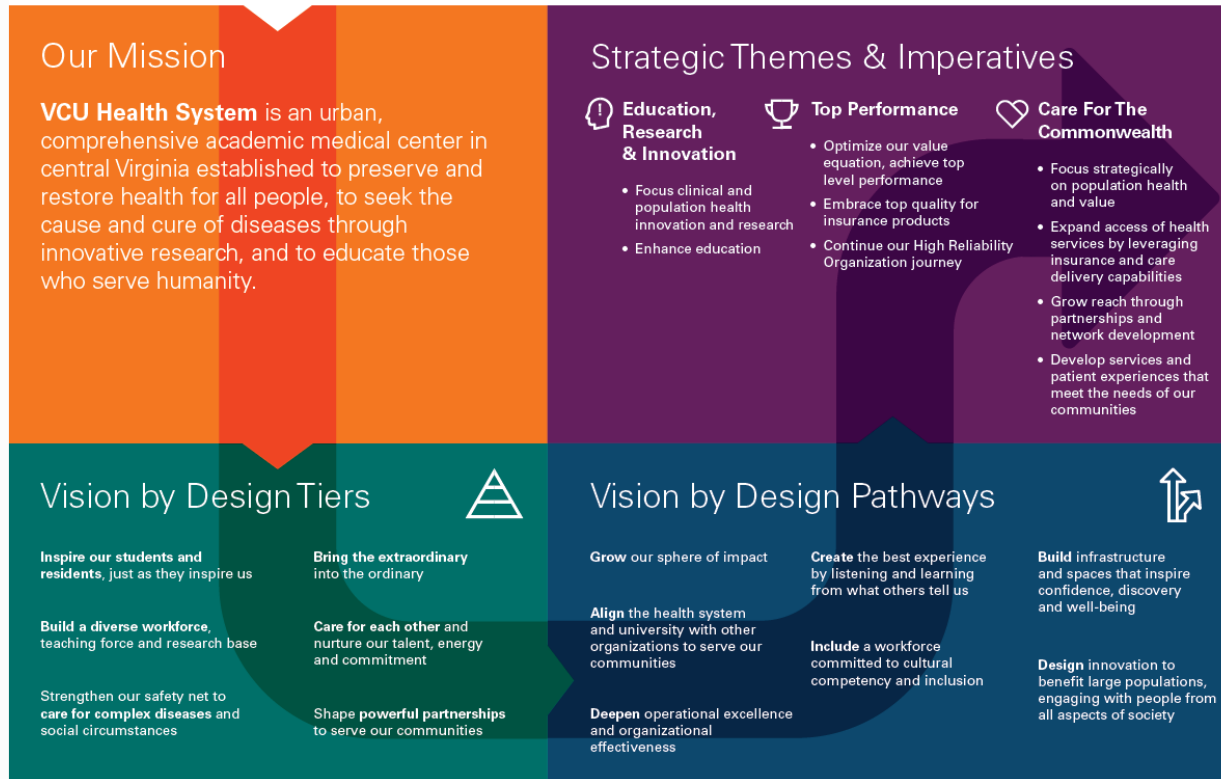 Our Mission
VCU Health System is an urban,
comprehensive academic medical center in
central Virginia established to preserve and
restore health for all people, to seek the
cause and cure of diseases through
innovative research, and to educate those
who serve humanity.
Strategic Themes & Imperatives
Education,
Research
& Innovation
• Focus clinical and
population health
innovation and research
• Enhance education
Top Performance
• Optimize our value
equation, achieve top
level performance
• Embrace top quality for
insurance products
• Continue our High Reliability
Organization journey
Care For The
Commonwealth
• Focus strategically
on population health
and value
• Expand access of health
services by leveraging
insurance and care
delivery capabilities
• Grow reach through
partnerships and
network development
• Develop services and
patient experiences that
meet the needs of our
communities
Vision by Design Tiers
Inspire our students and
residents, just as they inspire us
Build a diverse workforce,
teaching force and research base
Strengthen our safety net to
care for complex diseases and
social circumstances
Bring the extraordinary
into the ordinary
Care for each other and
nurture our talent, energy
and commitment
Shape powerful partnerships
to serve our communities
Vision by Design Pathways
Grow our sphere of impact
Align the health system
and university with other
organizations to serve our
communities
Deepen operational excellence
and organizational
effectiveness
Create the best experience
by listening and learning
from what others tell us
Include a workforce
committed to cultural
competency and inclusion
Build infrastructure
and spaces that inspire
confidence, discovery
and well-being
Design innovation to
benefit large populations,
engaging with people from
all aspects of society